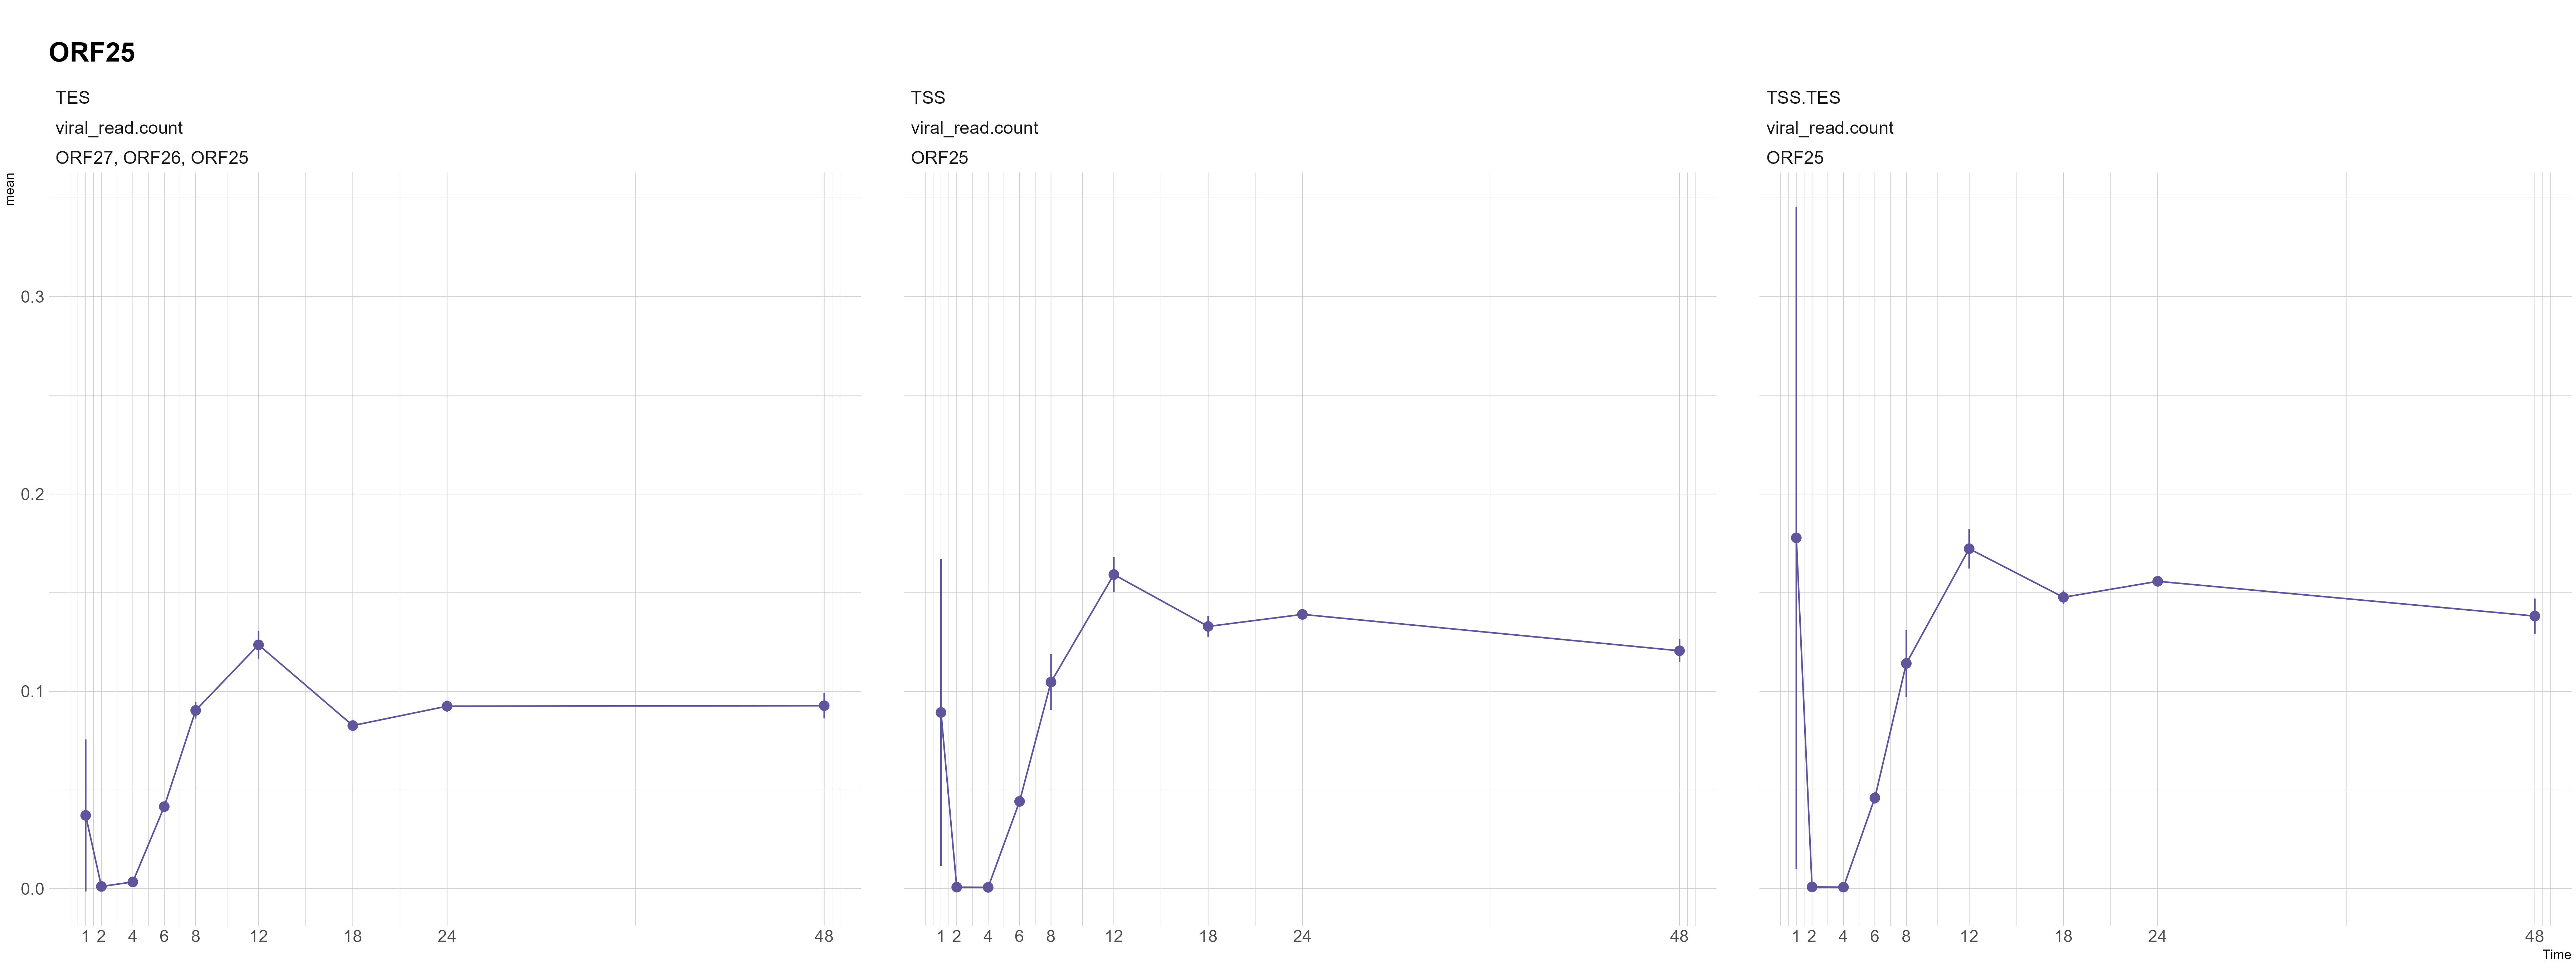 ORF25
TES
viral_read.count
ORF27, ORF26, ORF25
TSS
viral_read.count
ORF25
TSS.TES
viral_read.count
ORF25
mean
0.3
0.2
0.1
0.0
1 2 4 6 8 12 18 24 48
1 2 4 6 8 12 18 24 48
1 2 4 6 8 12 18 24 48
Time